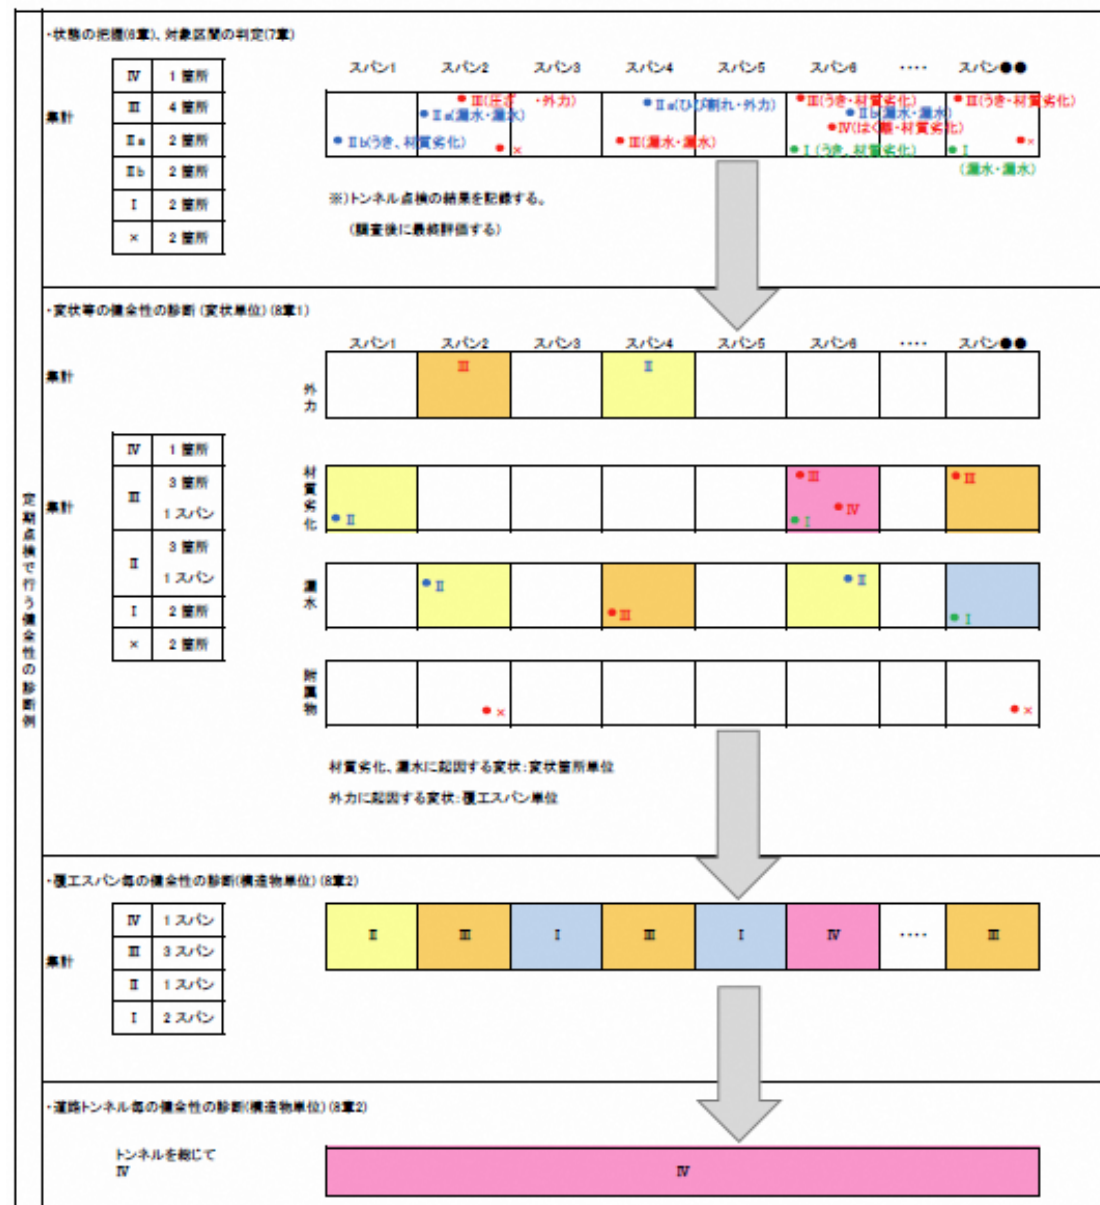 ・状態の把握(6章)、対象区間の判定(7章)
集計
Ⅳ 1 箇所
Ⅲ 4 箇所
Ⅱa 2 箇所
Ⅱb 2 箇所
Ⅰ 2 箇所
× 2 箇所
スパン1 スパン2 スパン3 スパン4 スパン5 スパン6 ‥‥ スパン●●
Ⅱb(うき、材質劣化)
Ⅲ(圧ざ ・外力)
Ⅱa(漏水・漏水)
×
Ⅱa(ひび割れ・外力)
Ⅲ(漏水・漏水)
Ⅲ(うき・材質劣化)
Ⅱb(漏水・漏水)
Ⅳ(はく離・材質劣化)
Ⅰ(うき、材質劣化)
Ⅲ(うき・材質劣化)
×
Ⅰ
(漏水・漏水)
※)トンネル点検の結果を記録する。
(調査後に最終評価する)
定期点検で行う健全性の診断例
・変状等の健全性の診断 (変状単位) (8章1)
スパン1 スパン2 スパン3 スパン4 スパン5 スパン6 ‥‥ スパン●●
集計
外力
Ⅲ Ⅱ
集計
Ⅳ 1 箇所
Ⅲ 3 箇所
1 スパン
Ⅱ 3 箇所
1 スパン
Ⅰ 2 箇所
× 2 箇所
材質劣化
Ⅱ
Ⅲ
Ⅳ
Ⅰ
Ⅲ
漏水
Ⅱ
Ⅲ
Ⅱ
Ⅰ
附属物
× ×
材質劣化、漏水に起因する変状:変状箇所単位
外力に起因する変状:覆工スパン単位
・覆工スパン毎の健全性の診断(構造物単位) (8章2)
集計
Ⅳ 1 スパン
Ⅲ 3 スパン
Ⅱ 1 スパン
Ⅰ 2 スパン
Ⅱ Ⅲ Ⅰ Ⅲ Ⅰ Ⅳ ‥‥ Ⅲ
・道路トンネル毎の健全性の診断(構造物単位) (8章2)
トンネルを総じて
Ⅳ
Ⅳ